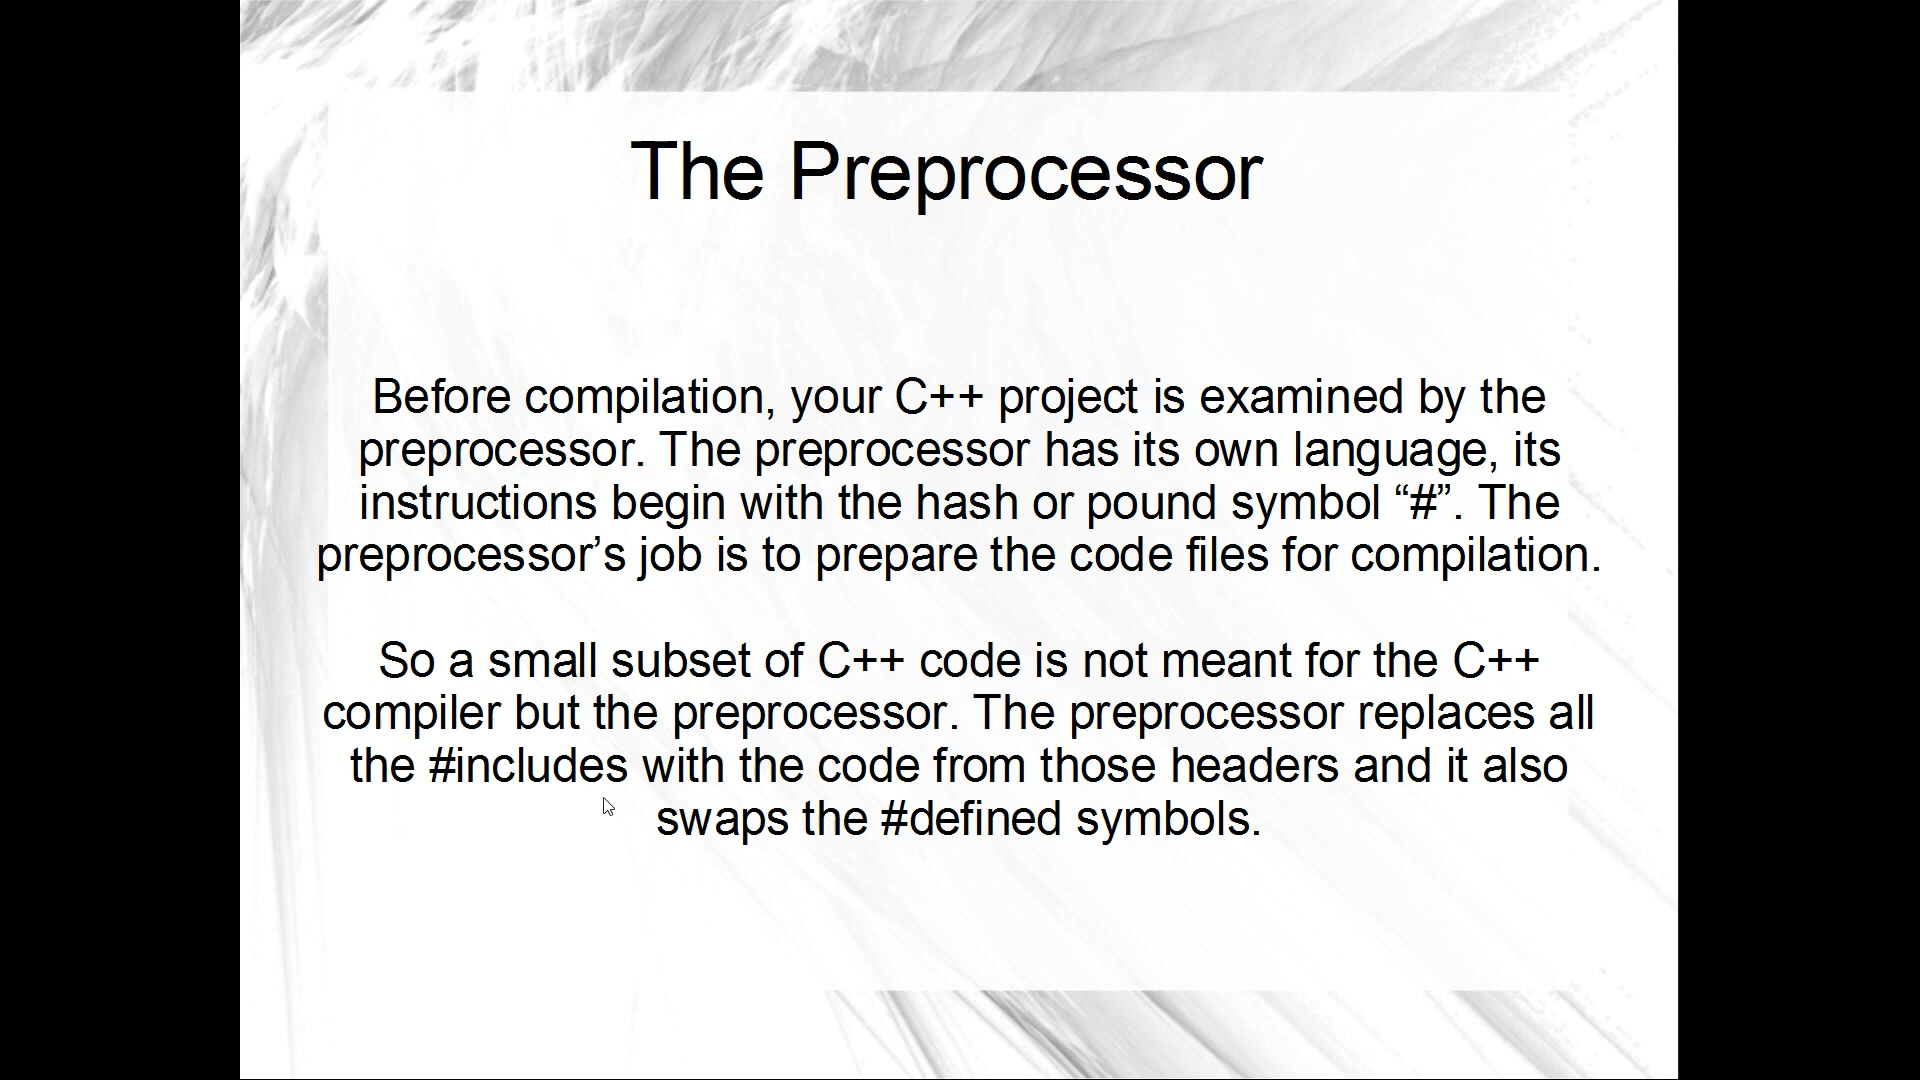 The Preprocessor
Before compilation, your C++ project is examined by the
preprocessor. The preprocessor has its own language, its
instructions begin with the hash or pound symbol “#”. The
preprocessor’s job is to prepare the code files for compilation.
So a small subset of C++ code is not meant for the C++
compiler but the preprocessor. The preprocessor replaces all
the #includes with the code from those headers and it also
swaps the #defined symbols.